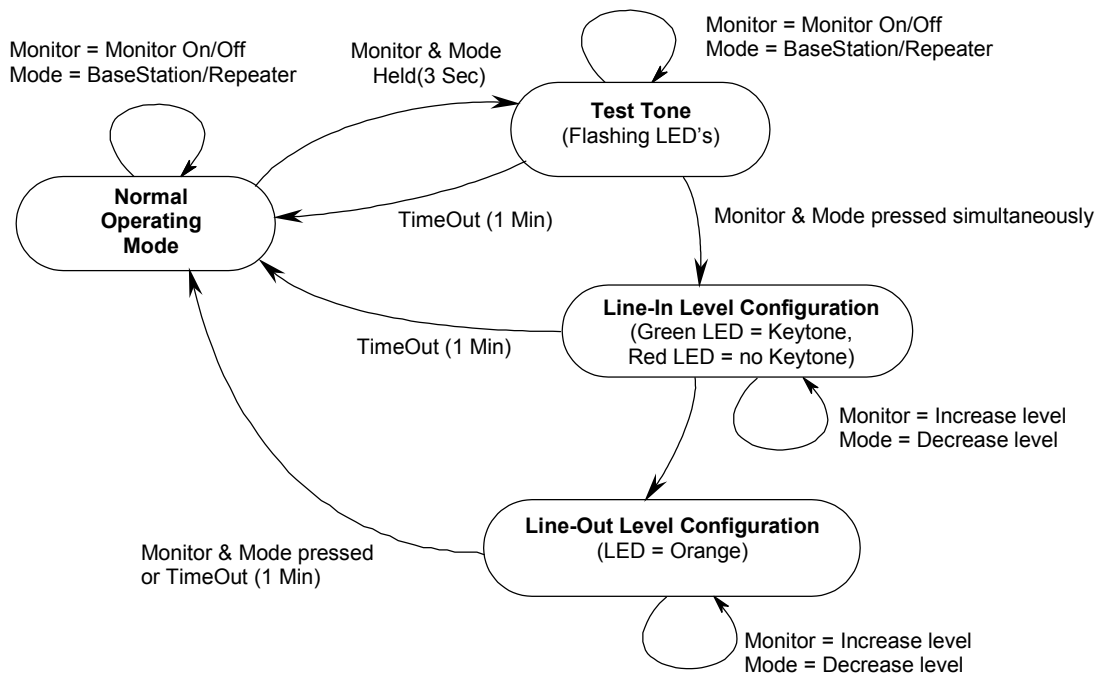 Monitor = Monitor On/Off
Mode = BaseStation/Repeater
Monitor & Mode
Held(3 Sec)
Monitor = Monitor On/Off
Mode = BaseStation/Repeater
Test Tone
(Flashing LED's)
Normal
Operating
Mode
TimeOut (1 Min)
Monitor & Mode pressed simultaneously
Line-In Level Configuration
(Green LED = Keytone,
Red LED = no Keytone)
TimeOut (1 Min)
Monitor = Increase level
Mode = Decrease level
Line-Out Level Configuration
(LED = Orange)
Monitor & Mode pressed
or TimeOut (1 Min)
Monitor = Increase level
Mode = Decrease level